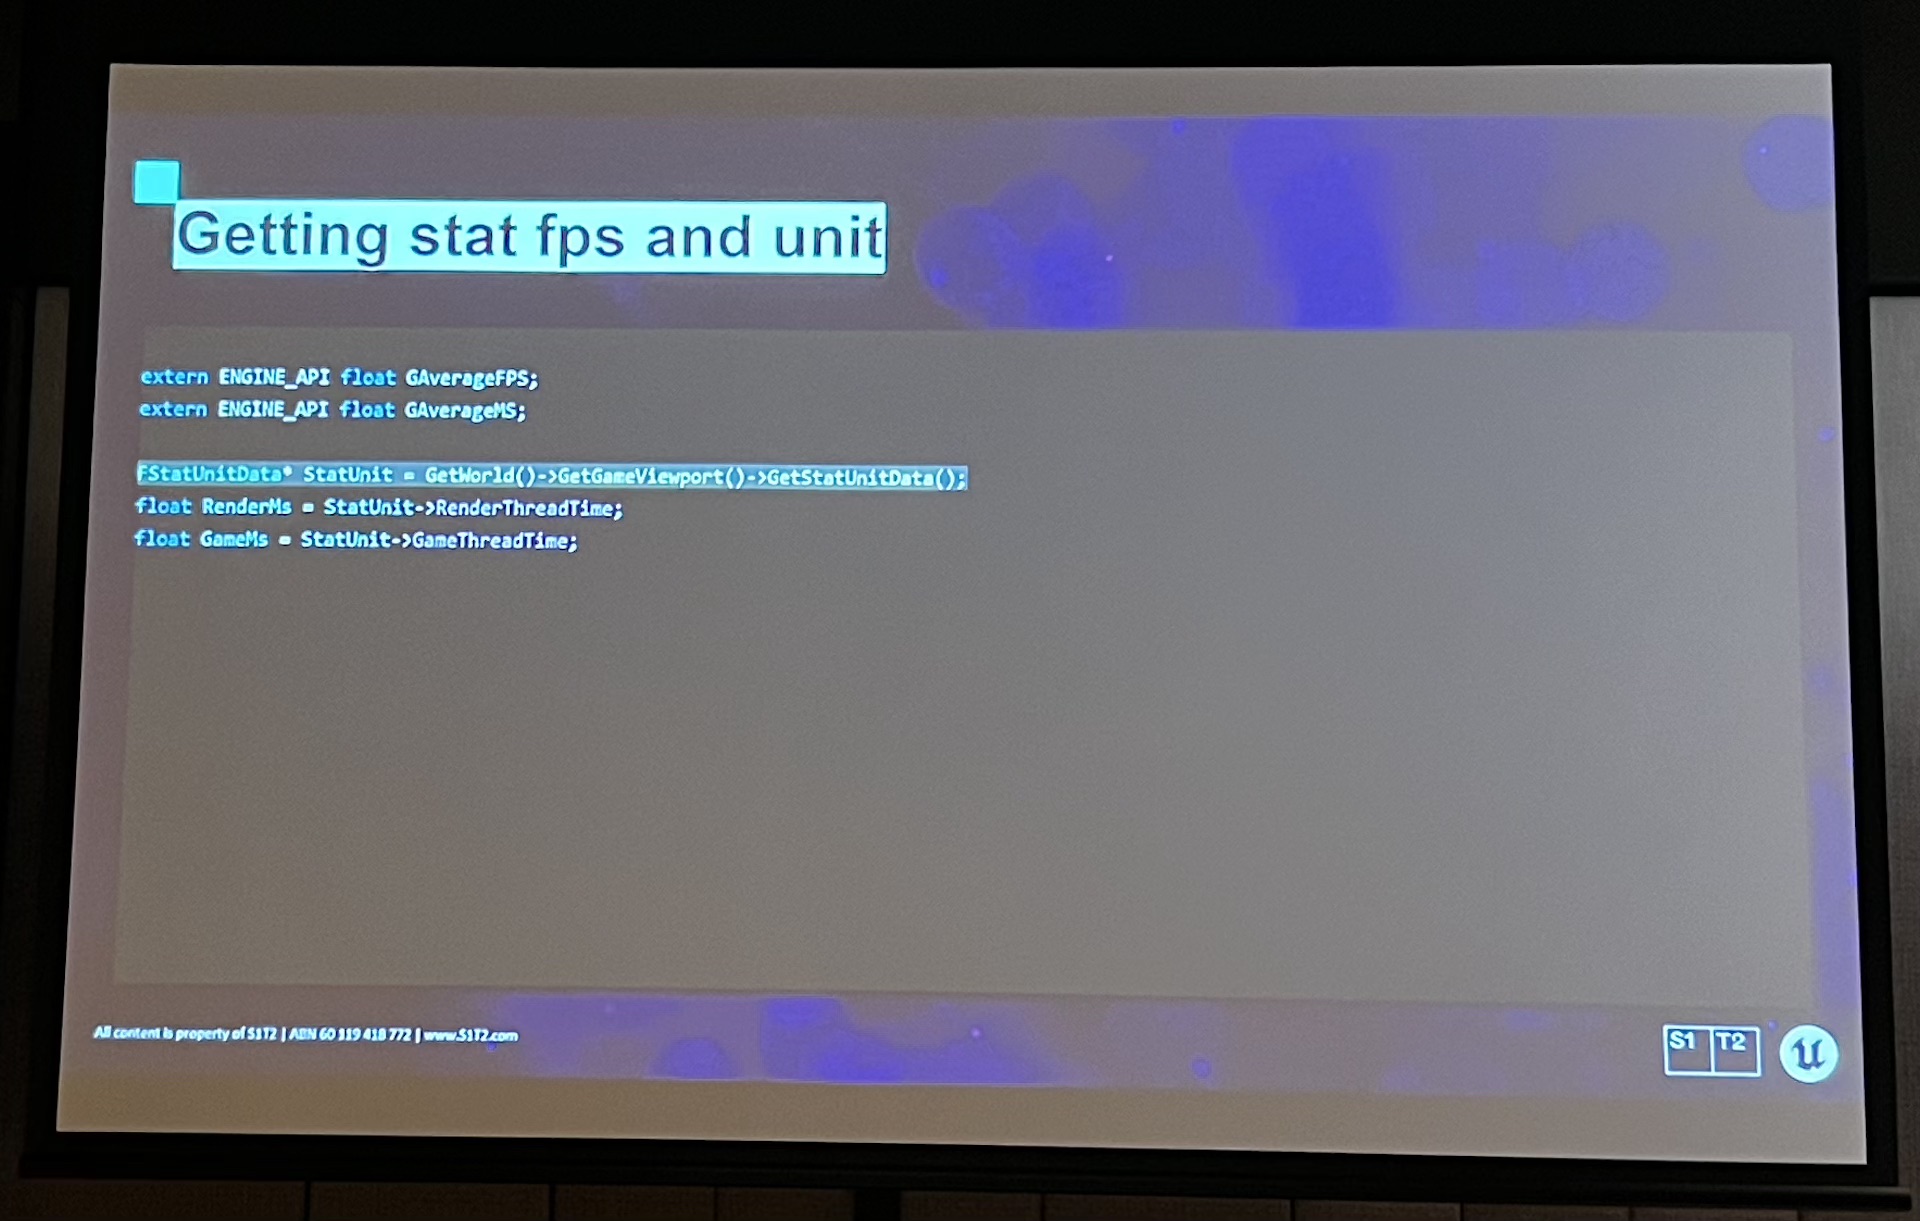 Getting stat fps and unit
extern ENGINE_API float GAverageFPS;
extern ENGINE_API float GAverageMS;
FStatUnitData* StatUnit = GetWorld()->GetGameViewport()->GetStatUnitData();
float RenderMs = StatUnit->RenderThreadTime;
float GameMs = StatUnit->GameThreadTime;
All content is property of S1T2 | ABN 60 119 418 772 | www.S1T2.com
S1 T2